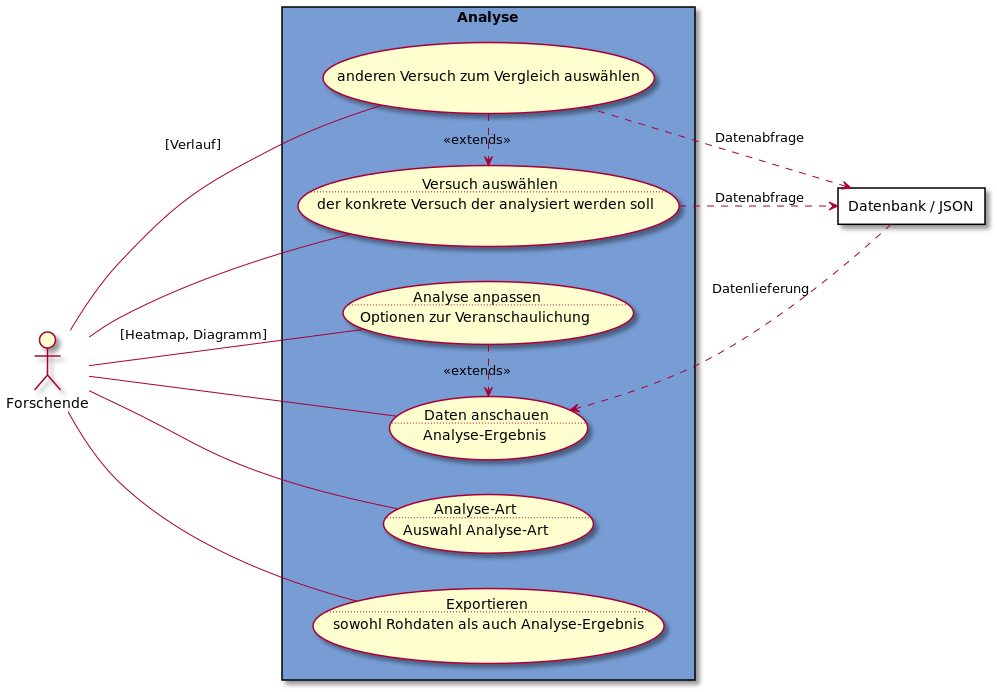 Analyse
anderen Versuch zum Vergleich auswählen
[Verlauf]
«extends»
Datenabfrage
Versuch auswählen
der konkrete Versuch der analysiert werden soll
Datenabfrage
Datenbank / JSON
Analyse anpassen
Optionen zur Veranschaulichung
Datenlieferung
[Heatmap, Diagramm]
«extends»
Forschende
Daten anschauen
Analyse-Ergebnis
Analyse-Art
Auswahl Analyse-Art
Exportieren
sowohl Rohdaten als auch Analyse-Ergebnis